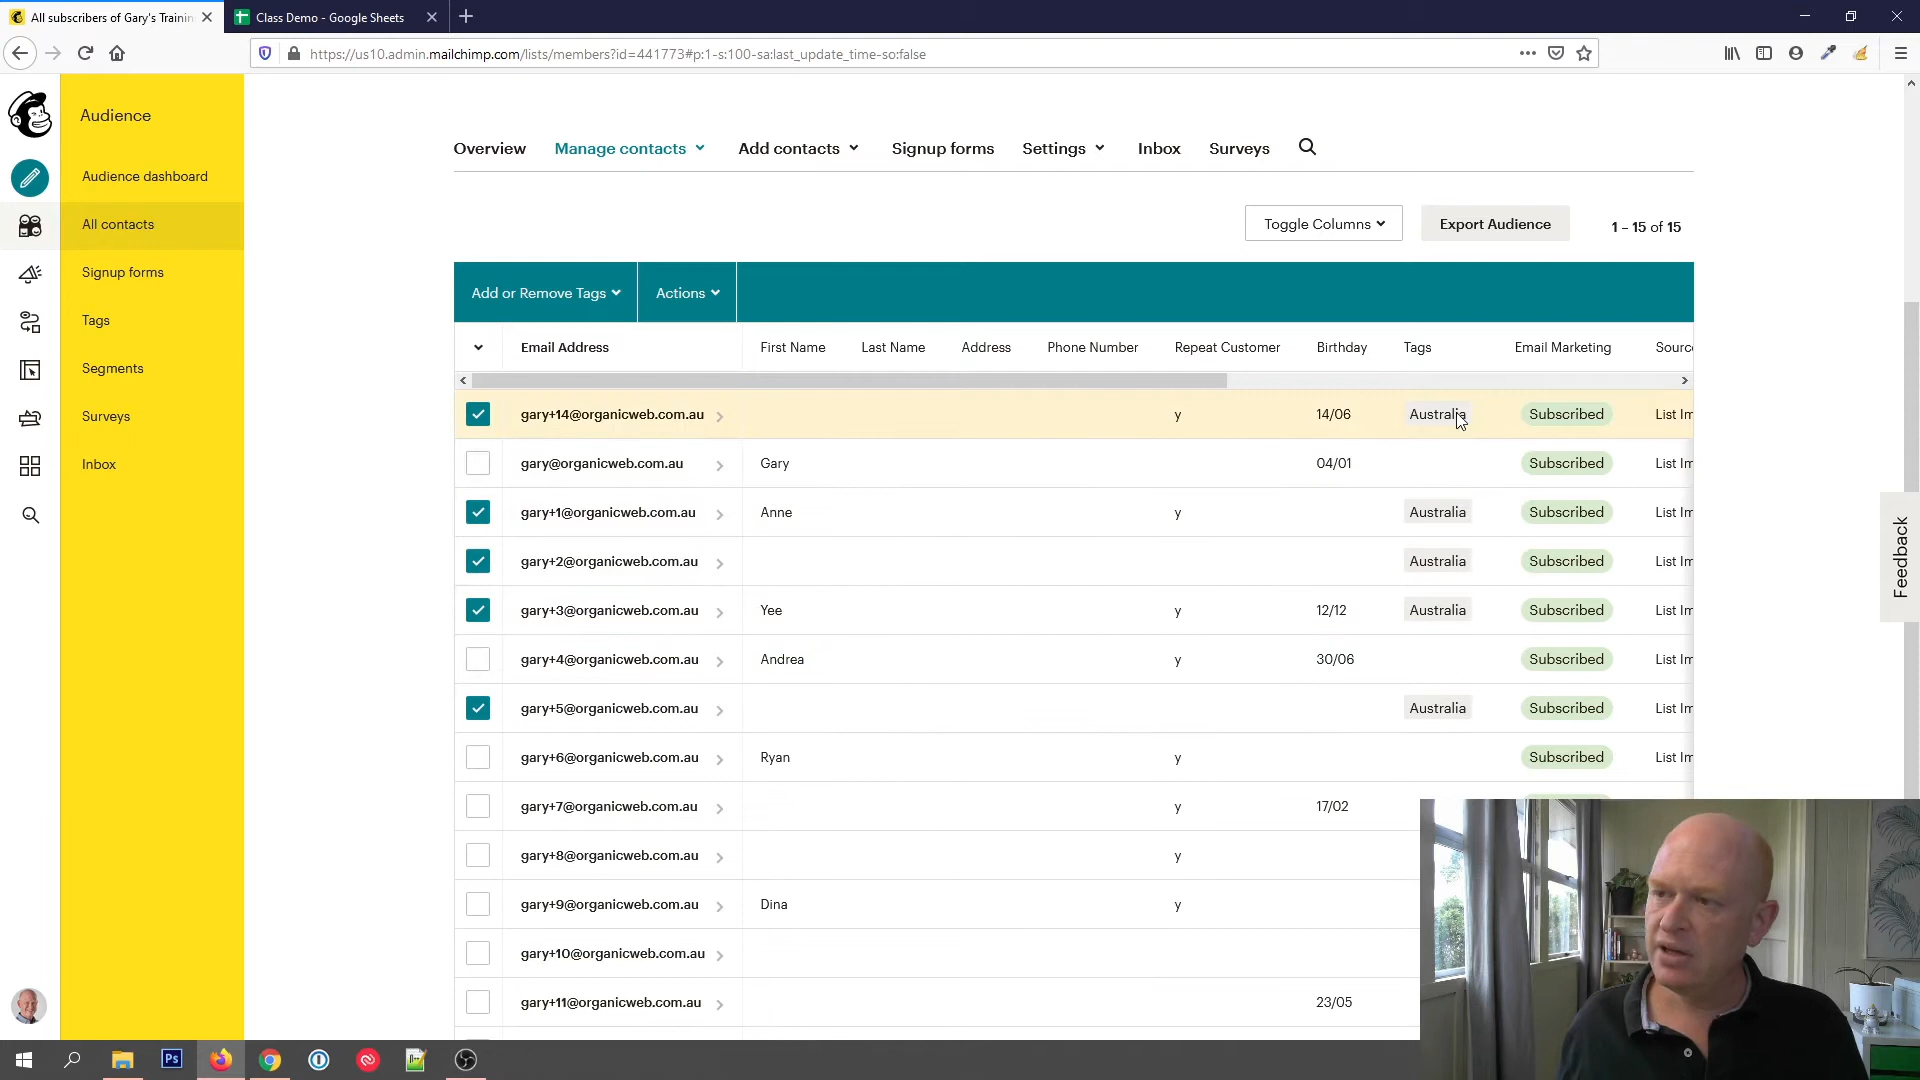 All subscribers of Gary's Trainin
Class Demo - Google Sheets
https://us10.admin.mailchimp.com/lists/members?id=441773#p:1-s:100-sa:last_update_time-so:false
Audience
Audience dashboard
All contacts
Signup forms
Tags
Segments
Surveys
Inbox
Overview Manage contacts Add contacts Signup forms Settings Inbox Surveys
Toggle Columns Export Audience 1 – 15 of 15
Add or Remove Tags Actions
Email Address First Name Last Name Address Phone Number Repeat Customer Birthday Tags Email Marketing Sourc
gary+14@organicweb.com.au y 14/06 Australia Subscribed List Im
gary@organicweb.com.au Gary 04/01 Subscribed List Im
gary+1@organicweb.com.au Anne y Australia Subscribed List Im
gary+2@organicweb.com.au Australia Subscribed List Im
gary+3@organicweb.com.au Yee y 12/12 Australia Subscribed List Im
gary+4@organicweb.com.au Andrea y 30/06 Subscribed List Im
gary+5@organicweb.com.au Australia Subscribed List Im
gary+6@organicweb.com.au Ryan y Subscribed List Im
gary+7@organicweb.com.au y 17/02
gary+8@organicweb.com.au y
gary+9@organicweb.com.au Dina y
gary+10@organicweb.com.au
gary+11@organicweb.com.au 23/05
Feedback
Ps